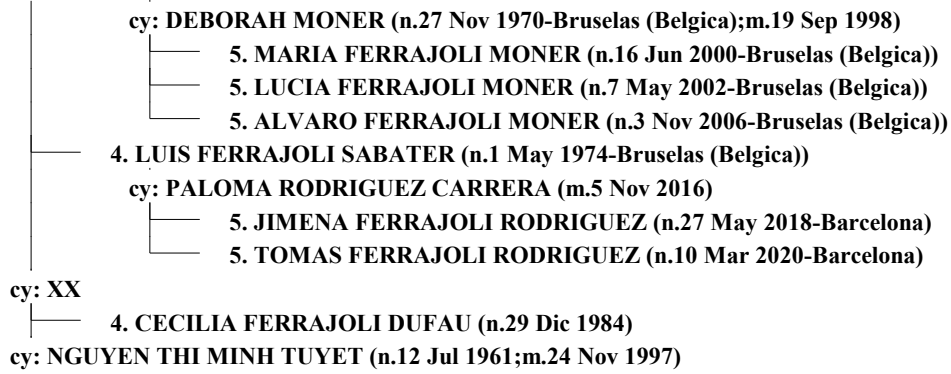 cy: DEBORAH MONER (n.27 Nov 1970-Bruselas (Belgica);m.19 Sep 1998)
5. MARIA FERRAJOLI MONER (n.16 Jun 2000-Bruselas (Belgica))
5. LUCIA FERRAJOLI MONER (n.7 May 2002-Bruselas (Belgica))
5. ALVARO FERRAJOLI MONER (n.3 Nov 2006-Bruselas (Belgica))
4. LUIS FERRAJOLI SABATER (n.1 May 1974-Bruselas (Belgica))
cy: PALOMA RODRIGUEZ CARRERA (m.5 Nov 2016)
5. JIMENA FERRAJOLI RODRIGUEZ (n.27 May 2018-Barcelona)
5. TOMAS FERRAJOLI RODRIGUEZ (n.10 Mar 2020-Barcelona)
cy: XX
4. CECILIA FERRAJOLI DUFAU (n.29 Dic 1984)
cy: NGUYEN THI MINH TUYET (n.12 Jul 1961;m.24 Nov 1997)